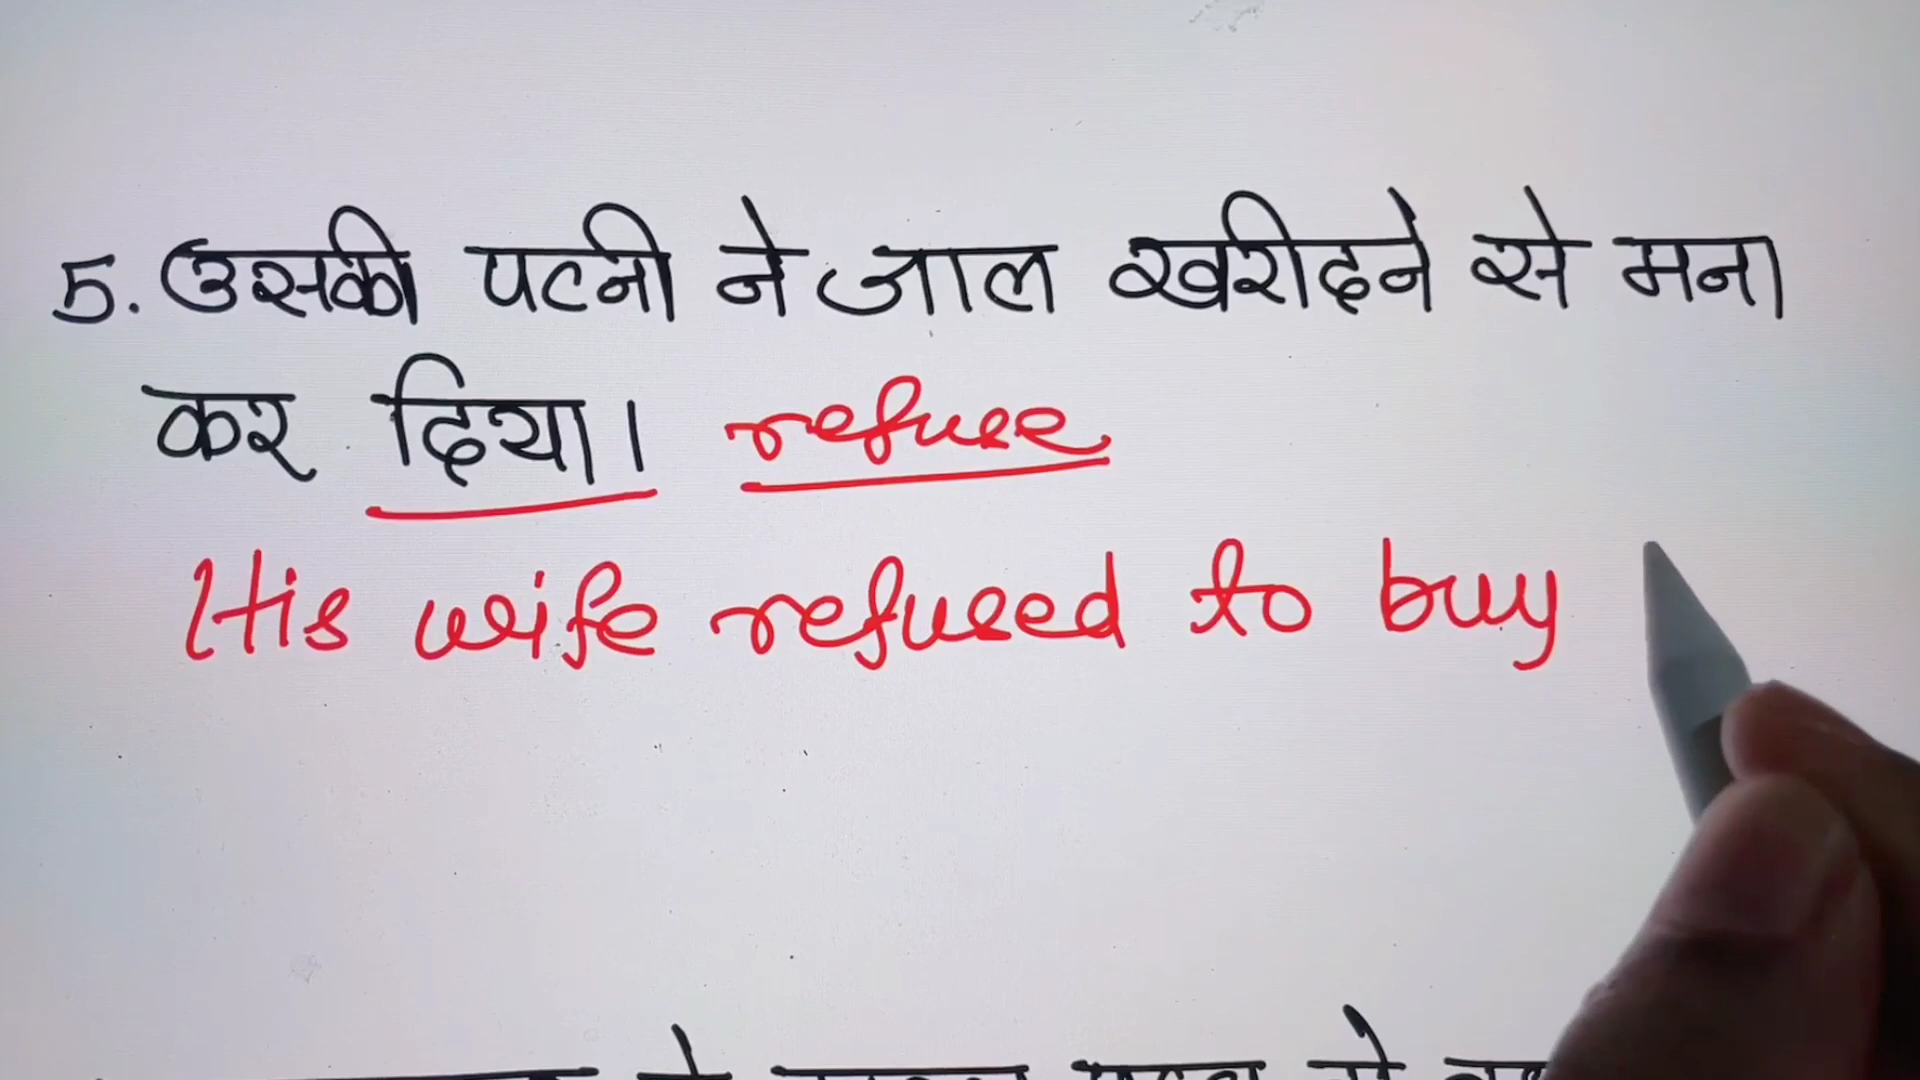 5. उसकी पत्नी ने जाल खरीदने से मना
कर दिया। refuse
His wife refused to buy